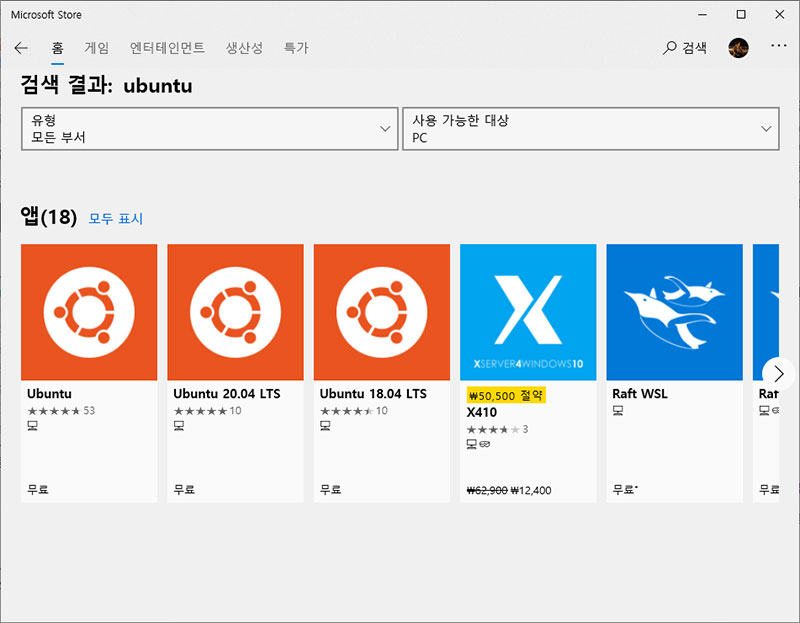 Microsoft Store
홈 게임 엔터테인먼트 생산성 특가 검색
검색 결과: ubuntu
유형
모든 부서
사용 가능한 대상
PC
앱(18) 모두 표시
XSERVER4WINDOWS10
Ubuntu
53
무료
Ubuntu 20.04 LTS
10
무료
Ubuntu 18.04 LTS
10
무료
₩50,500 절약
X410
3
₩62,900 ₩12,400
Raft WSL
무료*
Raf
무료